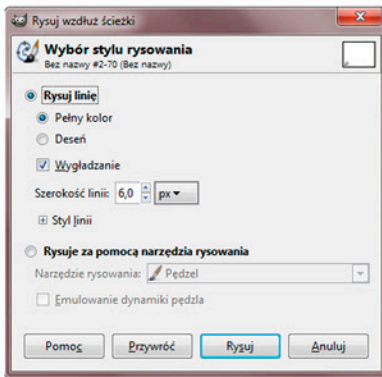 Rysuj wzdłuż ścieżki
Wybór stylu rysowania
Bez nazwy #2-70 (Bez nazwy)
Rysuj linię
Pełny kolor
Deseń
Wygładzanie
Szerokość linii: 6,0 px
Styl linii
Rysuje za pomocą narzędzia rysowania
Narzędzie rysowania: Pędzel
Emulowanie dynamiki pędzla
Pomoc Przywróć Rysuj Anuluj